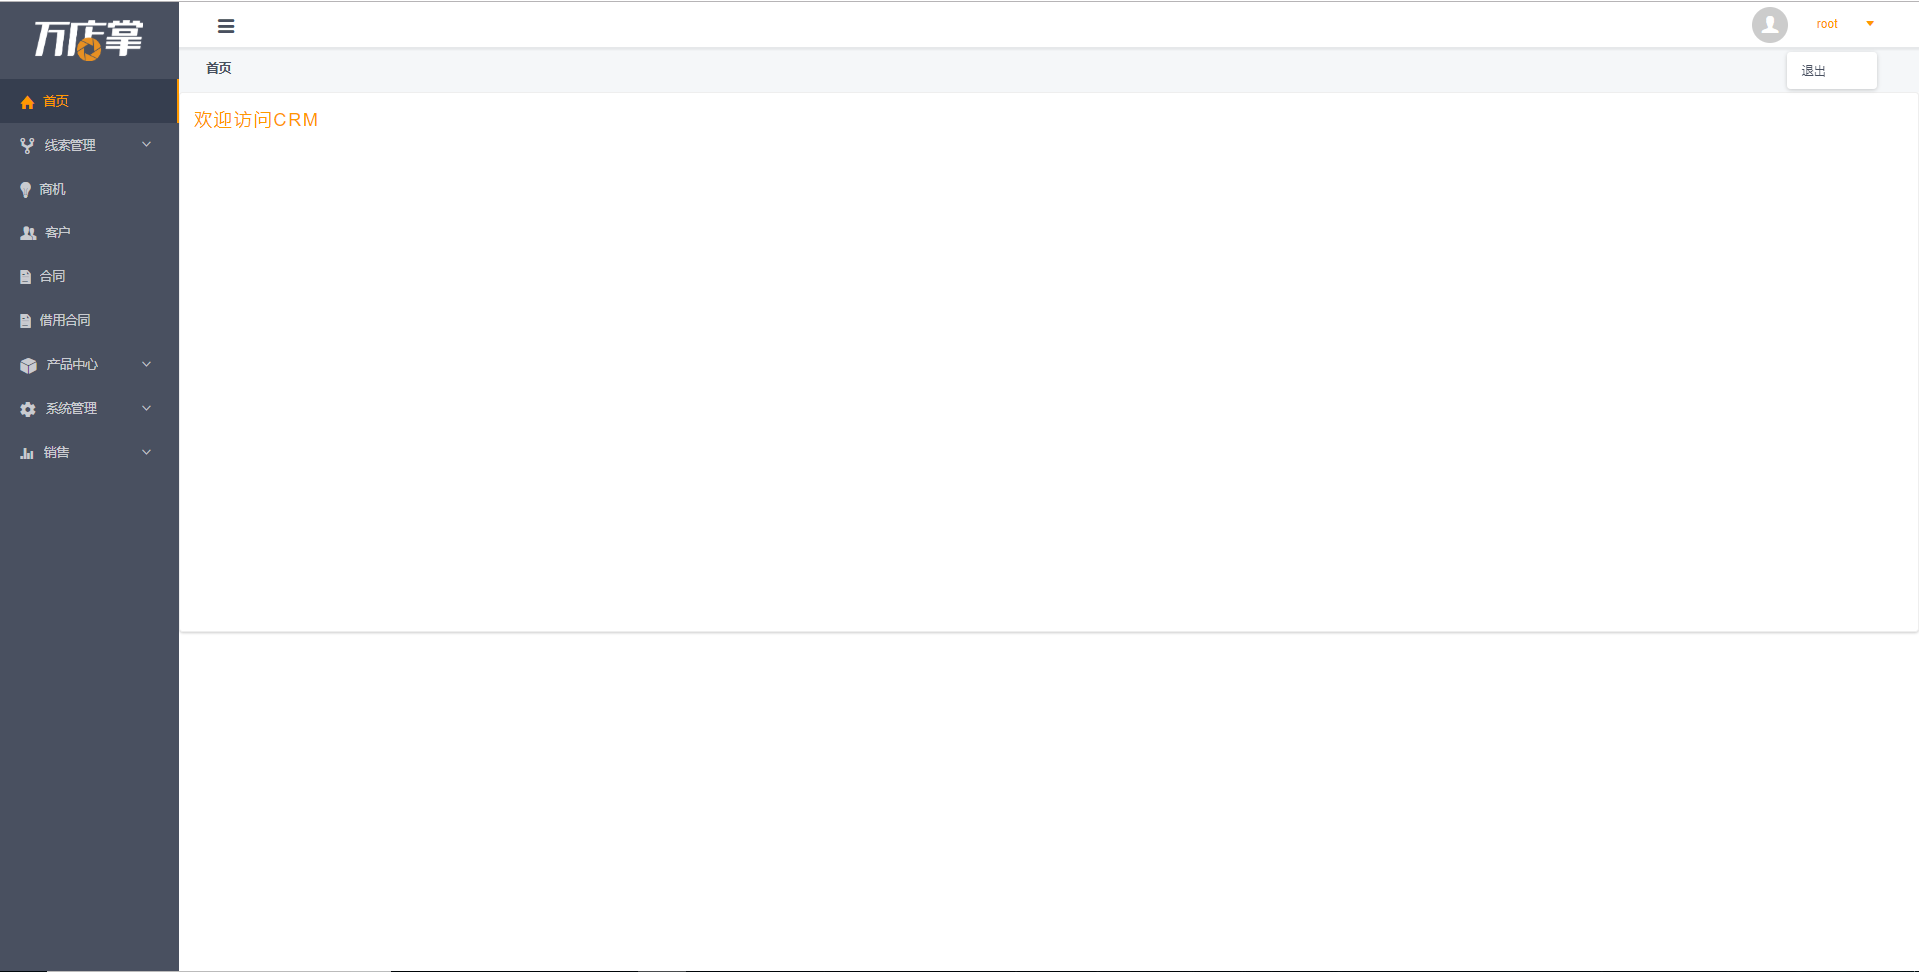 万店掌
root
首页
退出
首页
欢迎访问CRM
线索管理
商机
客户
合同
借用合同
产品中心
系统管理
销售